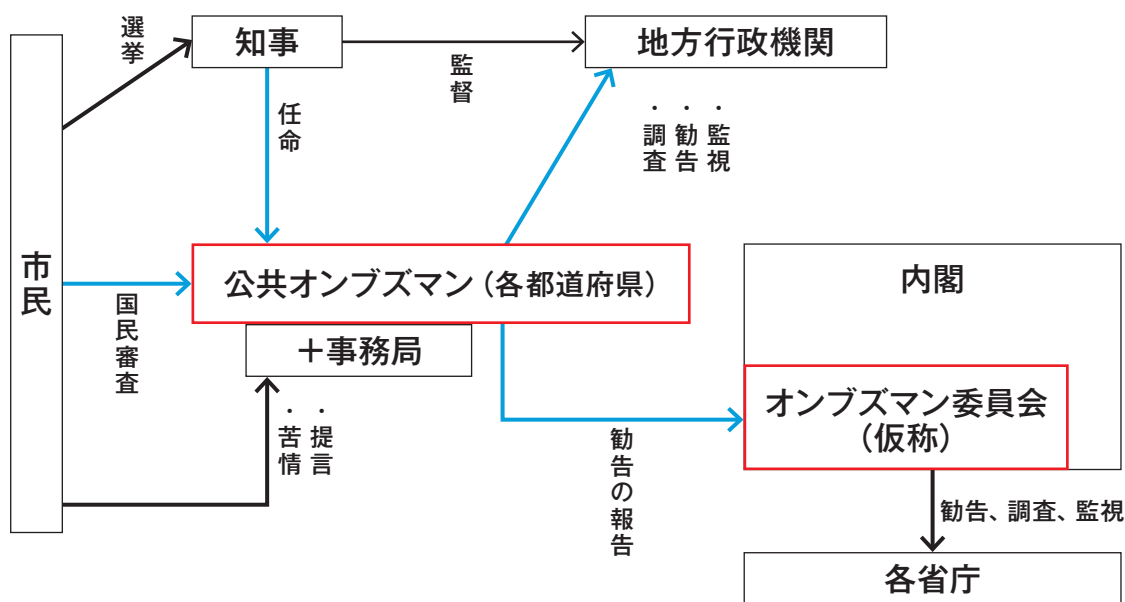 選挙
知事
監督
地方行政機関
任命
・監視
・勧告
・調査
市民
国民審査
公共オンブズマン（各都道府県）
＋事務局
・提言
・苦情
勧告の報告
内閣
オンブズマン委員会
（仮称）
勧告、調査、監視
各省庁